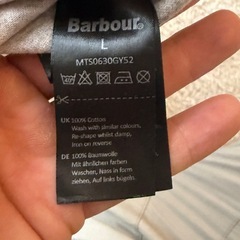 Barbour
L
MTS0630GY52
UK 100% Cotton
Wash with similar colours.
Re-shape whilst damp,
Iron on reverse
DE 100% Baumwolle
Mit ähnlichen farben
Waschen, Nass in form
ziehen, Auf links bügeln.